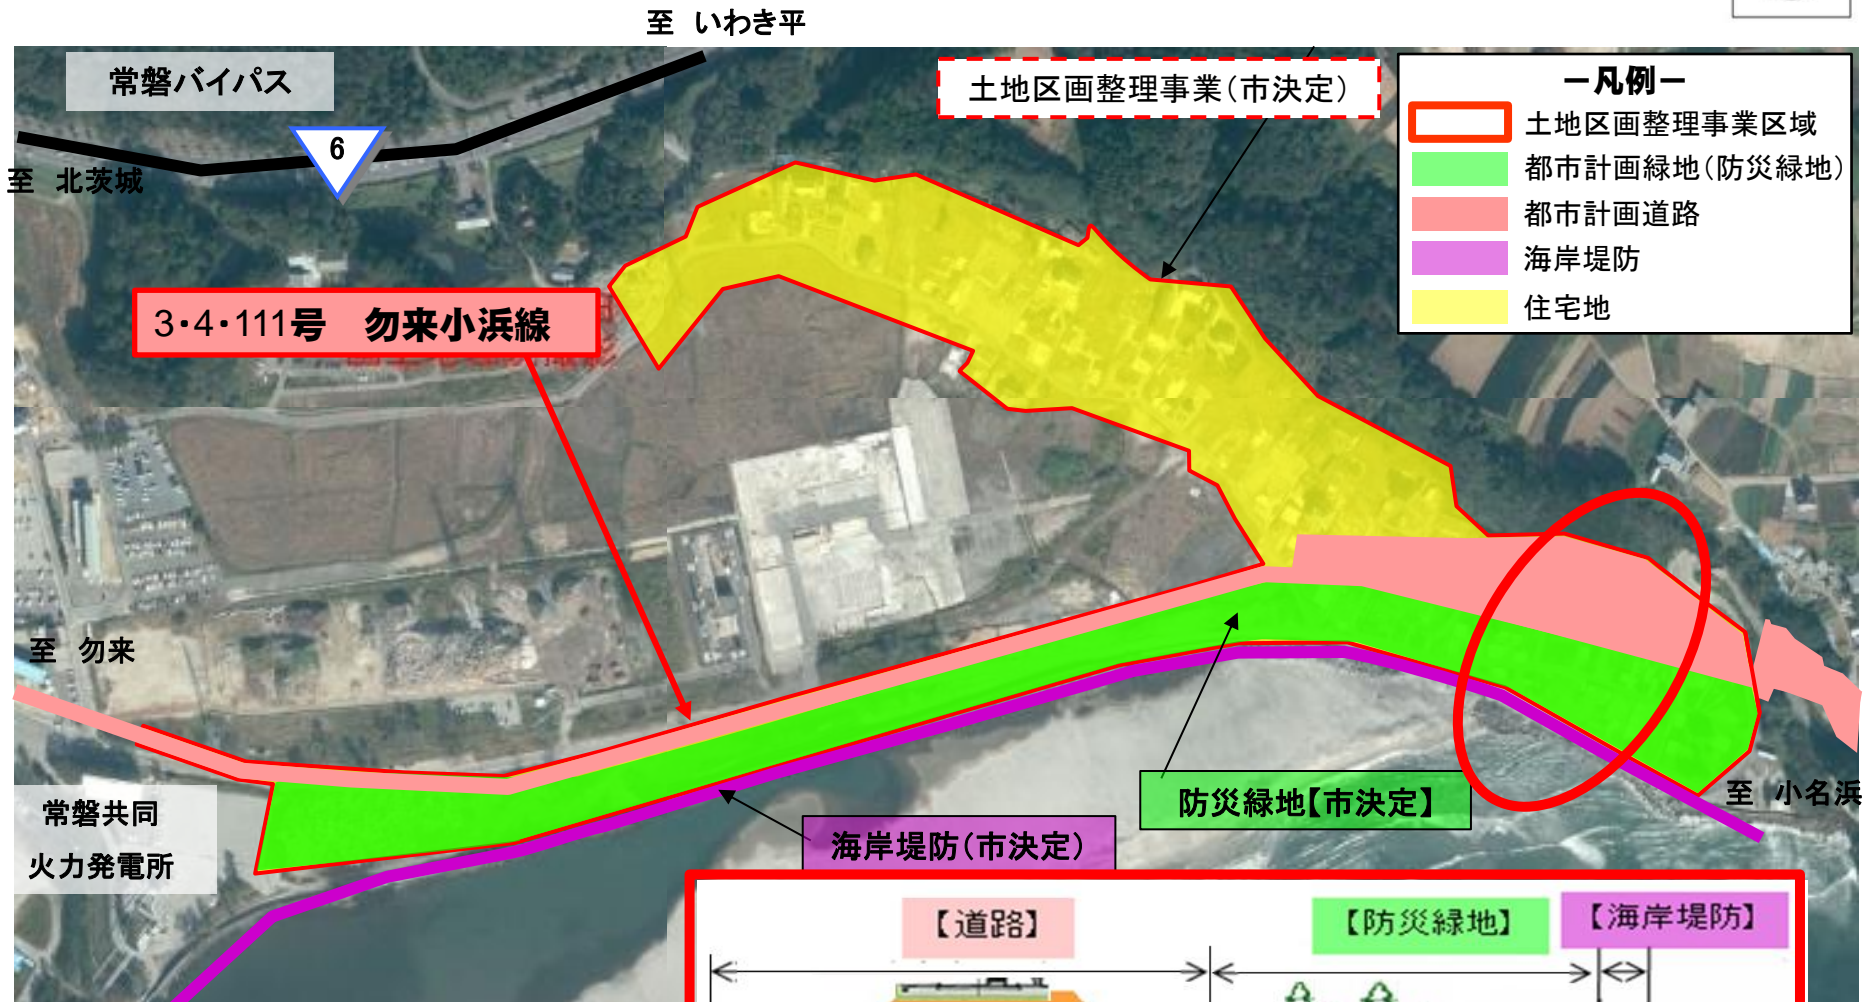 至 いわき平
常磐バイパス
6
至 北茨城
土地区画整理事業(市決定)
－凡例－
土地区画整理事業区域
都市計画緑地(防災緑地)
都市計画道路
海岸堤防
住宅地
3・4・111号 勿来小浜線
至 勿来
常磐共同
火力発電所
海岸堤防(市決定)
防災緑地【市決定】
至 小名浜
【道路】
【防災緑地】
【海岸堤防】